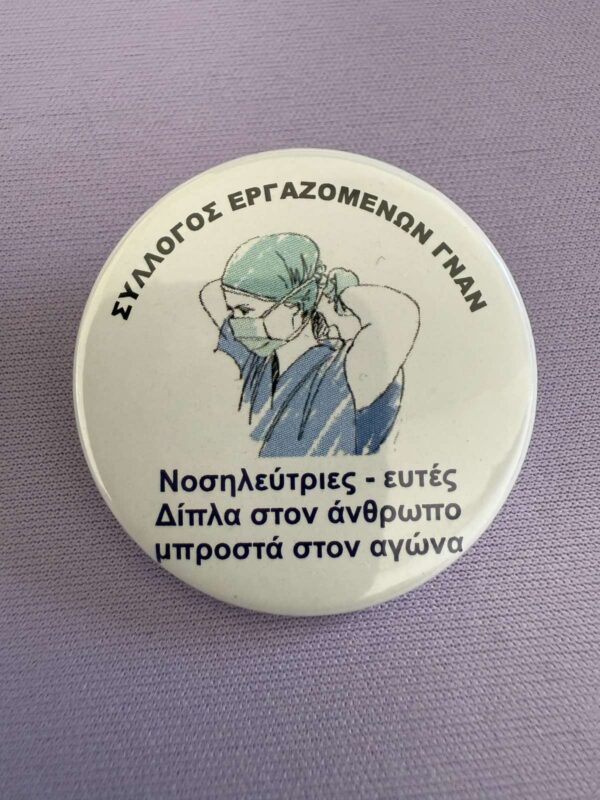 ΣΥΛΛΟΓΟΣ ΕΡΓΑΖΟΜΕΝΩΝ ΓΝΑΝ
Νοσηλεύτριες - ευτές
Δίπλα στον άνθρωπο
μπροστά στον αγώνα